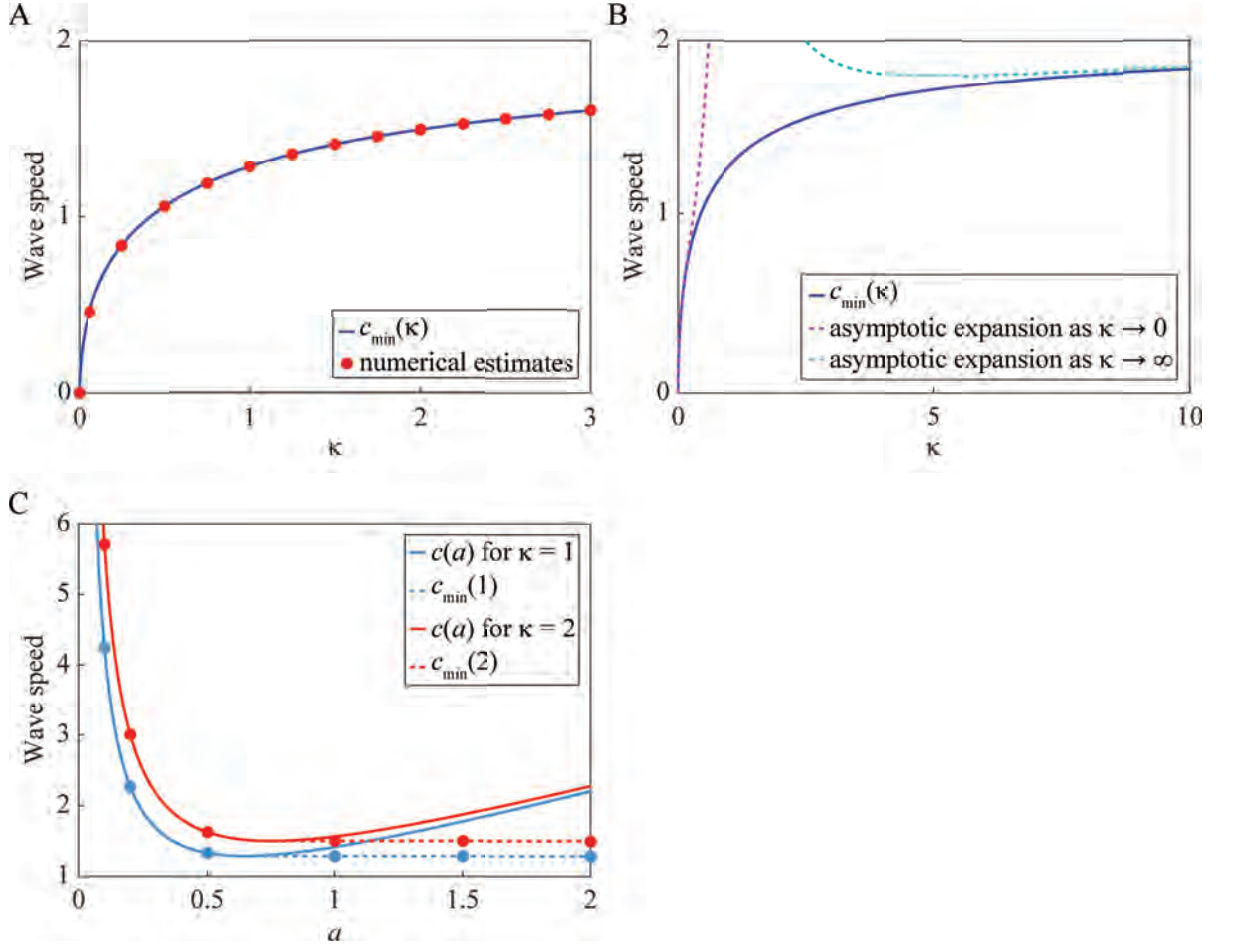 A
B
2
1
0
0
1
2
3
κ
Wave speed
c_min(κ)
numerical estimates
2
1
0
0
5
10
κ
Wave speed
c_min(κ)
asymptotic expansion as κ → 0
asymptotic expansion as κ → ∞
C
6
5
4
3
2
1
0
0.5
1
1.5
2
a
Wave speed
c(a) for κ = 1
c_min(1)
c(a) for κ = 2
c_min(2)